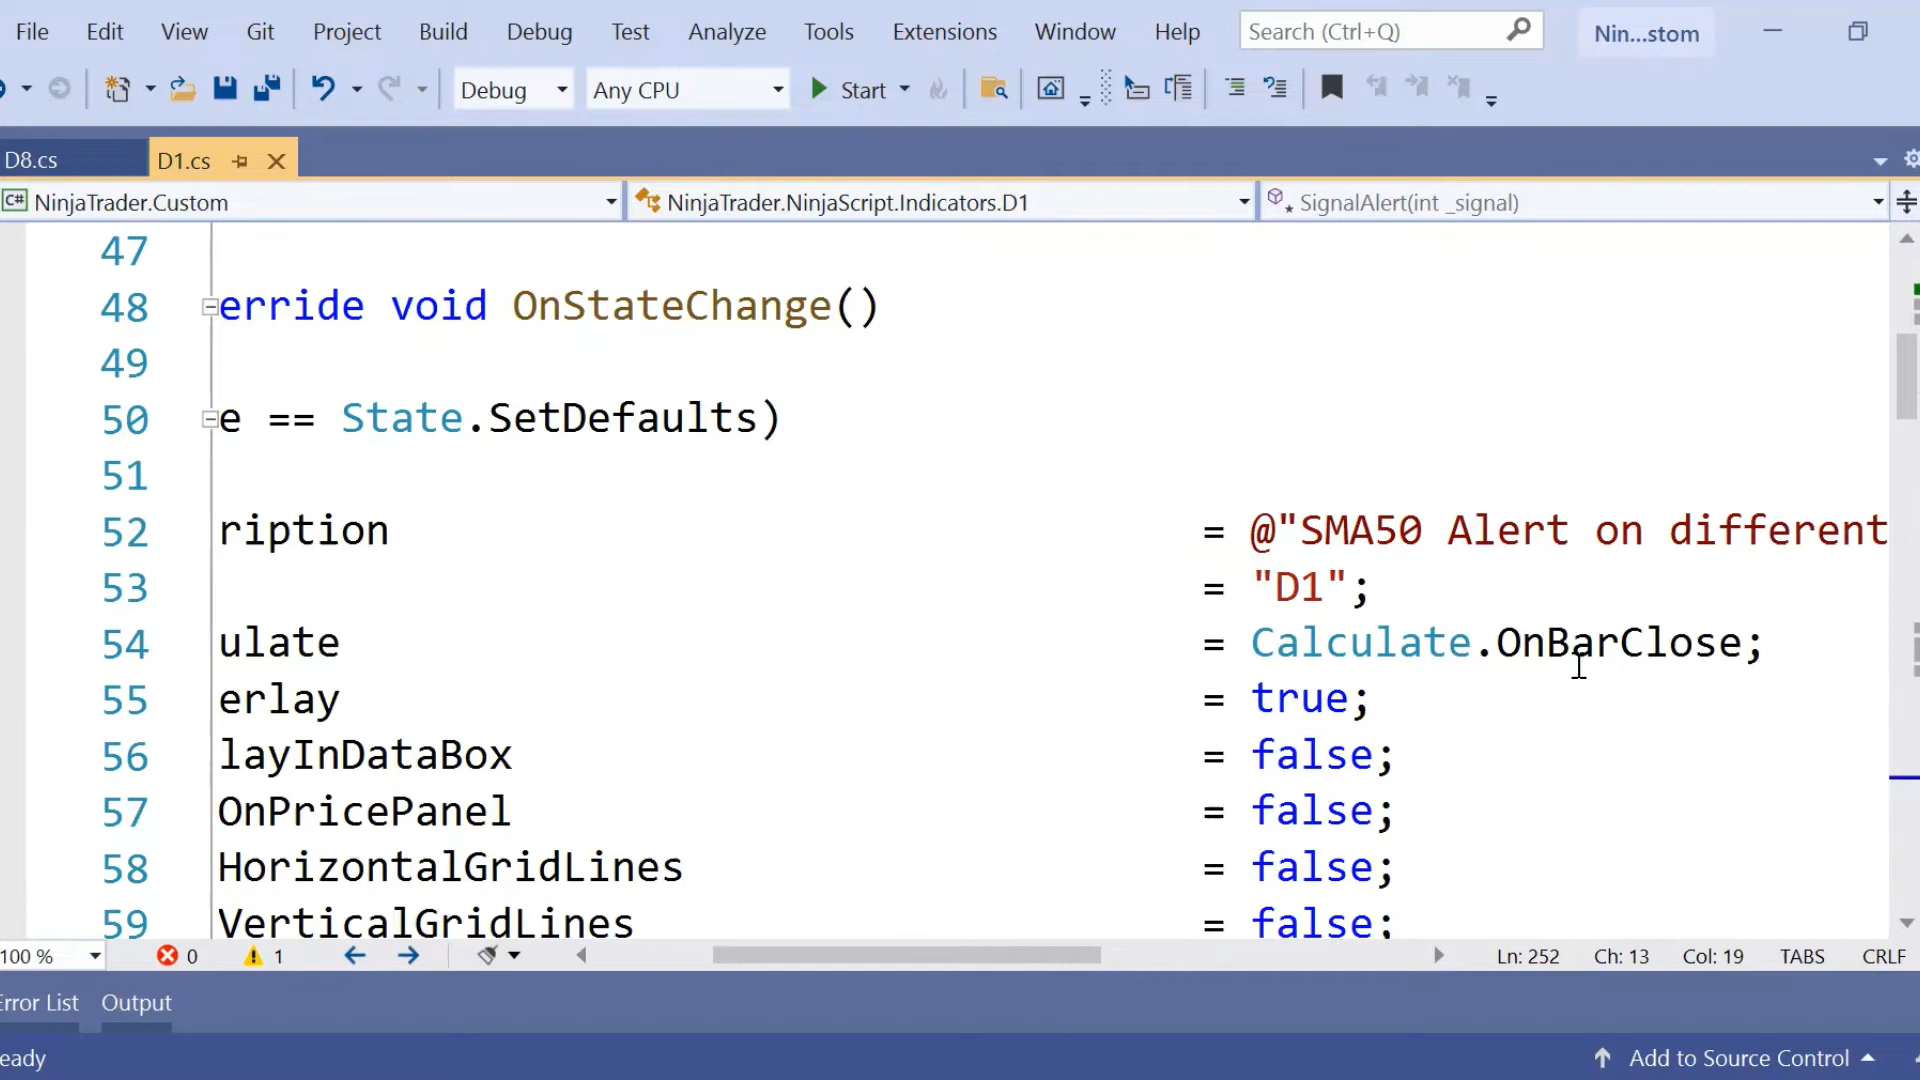 File Edit View Git Project Build Debug Test Analyze Tools Extensions Window Help Search (Ctrl+Q) Nin...stom
Debug Any CPU Start
D8.cs D1.cs
C# NinjaTrader.Custom NinjaTrader.NinjaScript.Indicators.D1 SignalAlert(int _signal)
47
48 erride void OnStateChange()
49
50 e == State.SetDefaults)
51
52 ription = @"SMA50 Alert on different
53 = "D1";
54 ulate = Calculate.OnBarClose;
55 erlay = true;
56 layInDataBox = false;
57 OnPricePanel = false;
58 HorizontalGridLines = false;
59 VerticalGridLines = false;
100 % 0 1 Ln: 252 Ch: 13 Col: 19 TABS CRLF
Error List Output
eady Add to Source Control